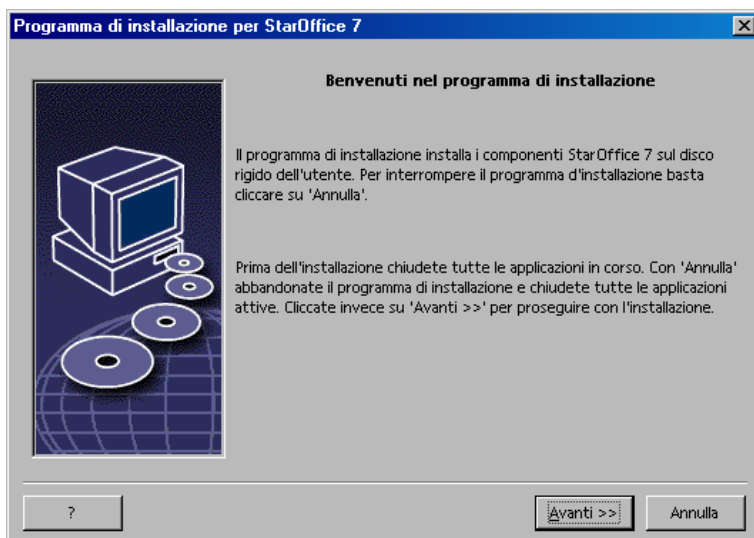 Programma di installazione per StarOffice 7
Benvenuti nel programma di installazione
Il programma di installazione installa i componenti StarOffice 7 sul disco
rigido dell'utente. Per interrompere il programma d'installazione basta
cliccare su 'Annulla'.
Prima dell'installazione chiudete tutte le applicazioni in corso. Con 'Annulla'
abbandonate il programma di installazione e chiudete tutte le applicazioni
attive. Cliccate invece su 'Avanti >>' per proseguire con l'installazione.
?
Avanti >>
Annulla